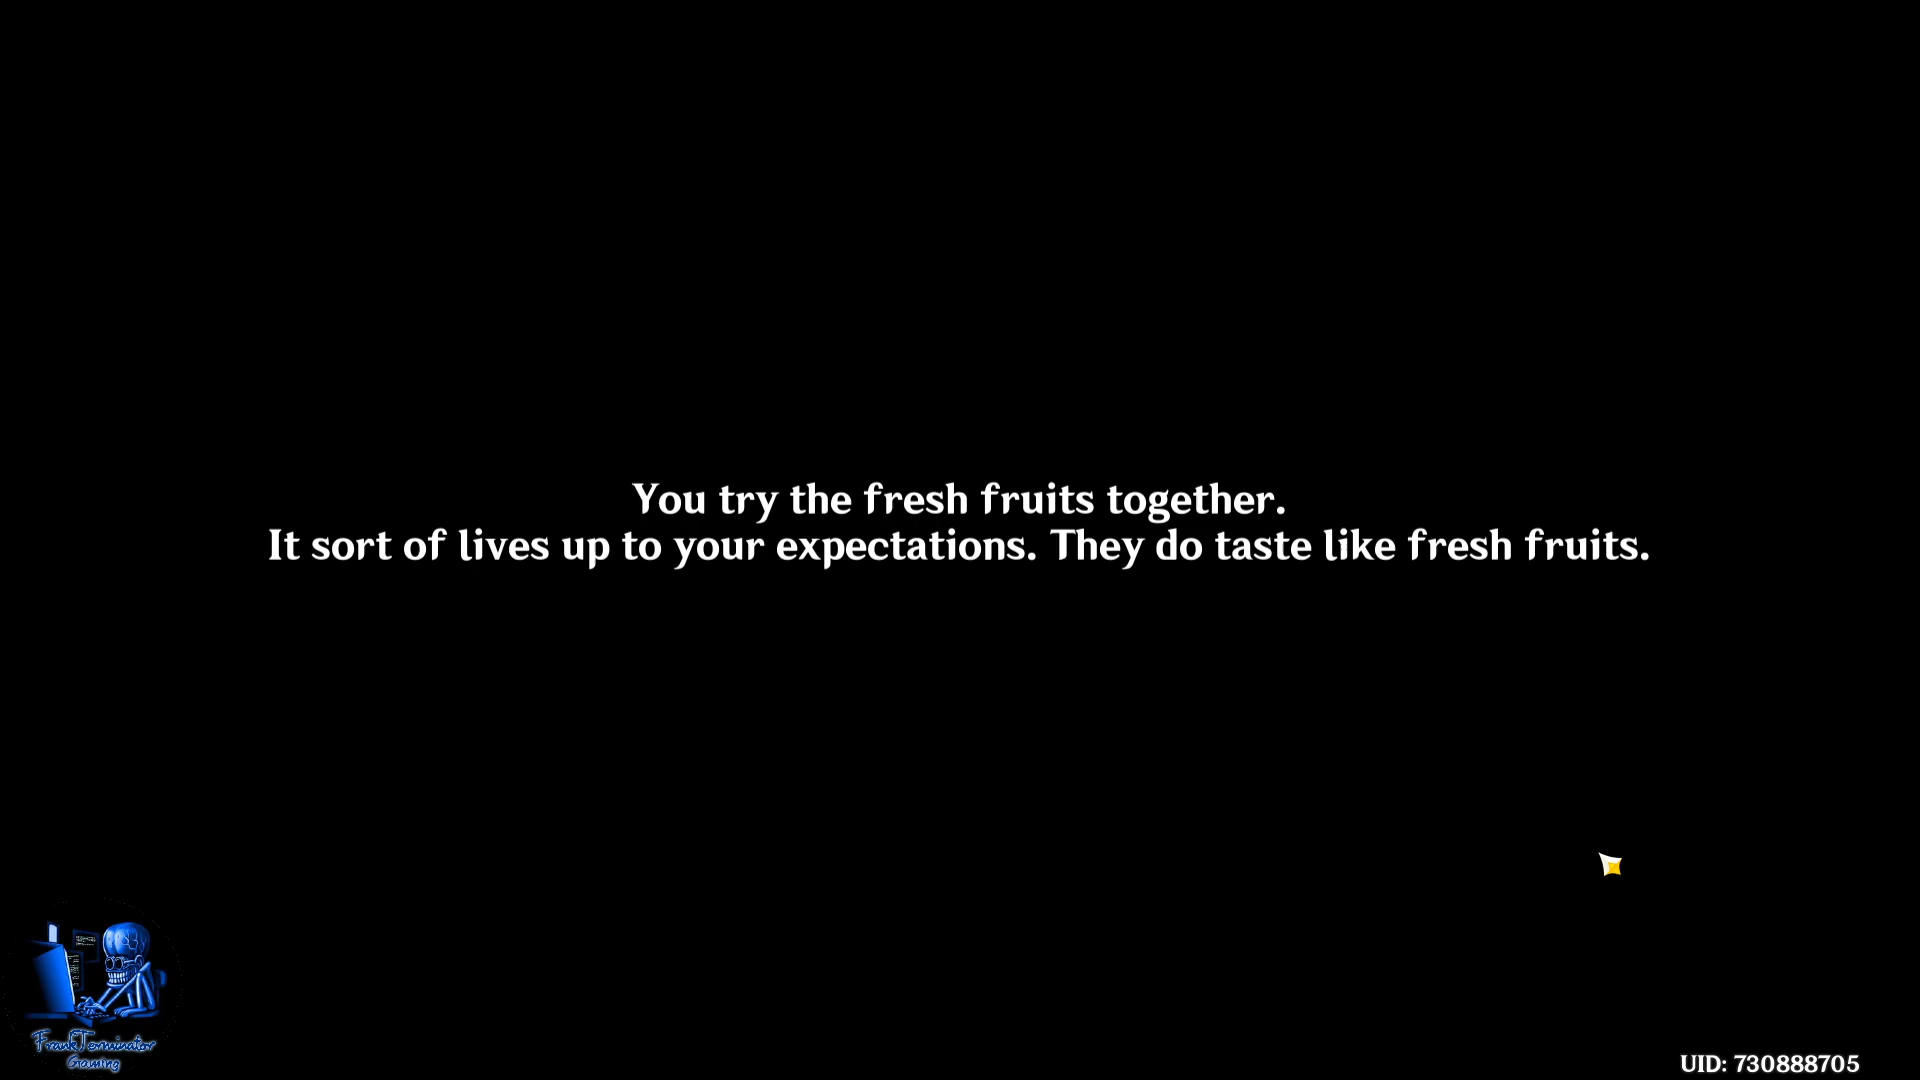 You try the fresh fruits together.
It sort of lives up to your expectations. They do taste like fresh fruits.
FrankTerminator
Gaming
UID: 730888705